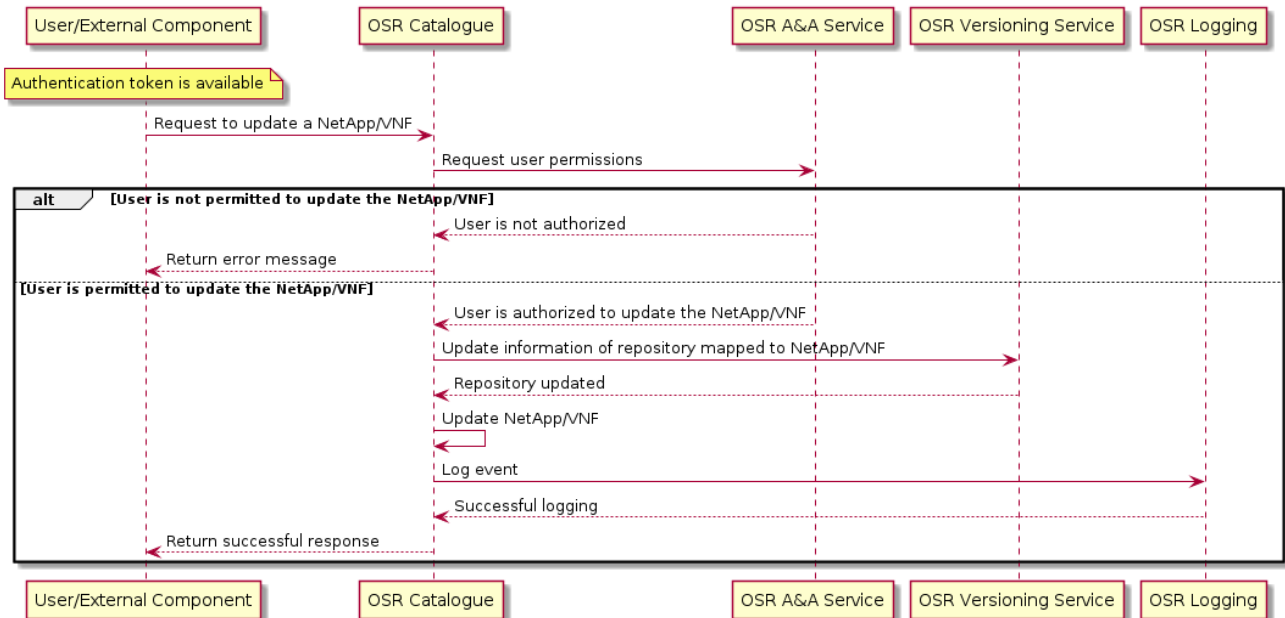 User/External Component
OSR Catalogue
OSR A&A Service
OSR Versioning Service
OSR Logging
Authentication token is available
Request to update a NetApp/VNF
Request user permissions
alt
[User is not permitted to update the NetApp/VNF]
User is not authorized
Return error message
[User is permitted to update the NetApp/VNF]
User is authorized to update the NetApp/VNF
Update information of repository mapped to NetApp/VNF
Repository updated
Update NetApp/VNF
Log event
Successful logging
Return successful response
User/External Component
OSR Catalogue
OSR A&A Service
OSR Versioning Service
OSR Logging